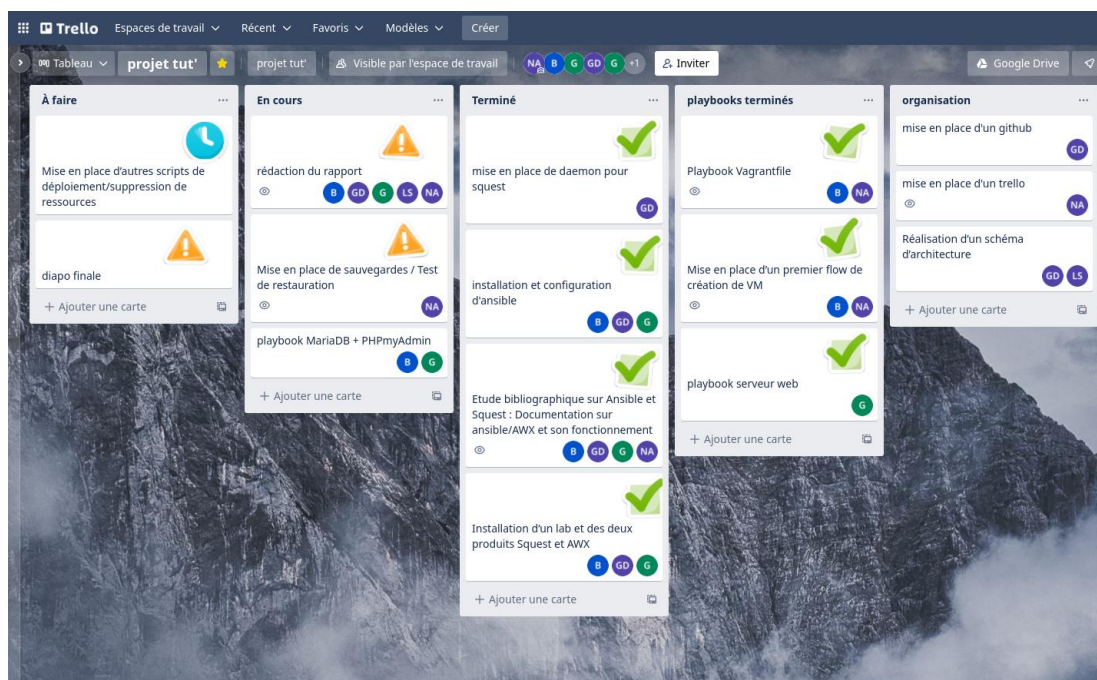 Trello Espaces de travail Récent Favoris Modèles Créer
Tableau projet tut' projet tut' Visible par l'espace de travail NA B G GD G +1 Inviter Google Drive
À faire
Mise en place d'autres scripts de
déploiement/suppression de
ressources
diapo finale
+ Ajouter une carte
En cours
rédaction du rapport
B GD G LS NA
Mise en place de sauvegardes / Test
de restauration
NA
playbook MariaDB + PHPmyAdmin
B G
+ Ajouter une carte
Terminé
mise en place de daemon pour
squest
GD
installation et configuration
d'ansible
B GD G
Etude bibliographique sur Ansible et
Squest : Documentation sur
ansible/AWX et son fonctionnement
B GD G NA
Installation d'un lab et des deux
produits Squest et AWX
B GD G
+ Ajouter une carte
playbooks terminés
Playbook Vagrantfile
B NA
Mise en place d'un premier flow de
création de VM
B NA
playbook serveur web
G
+ Ajouter une carte
organisation
mise en place d'un github
GD
mise en place d'un trello
NA
Réalisation d'un schéma
d'architecture
GD LS
+ Ajouter une carte